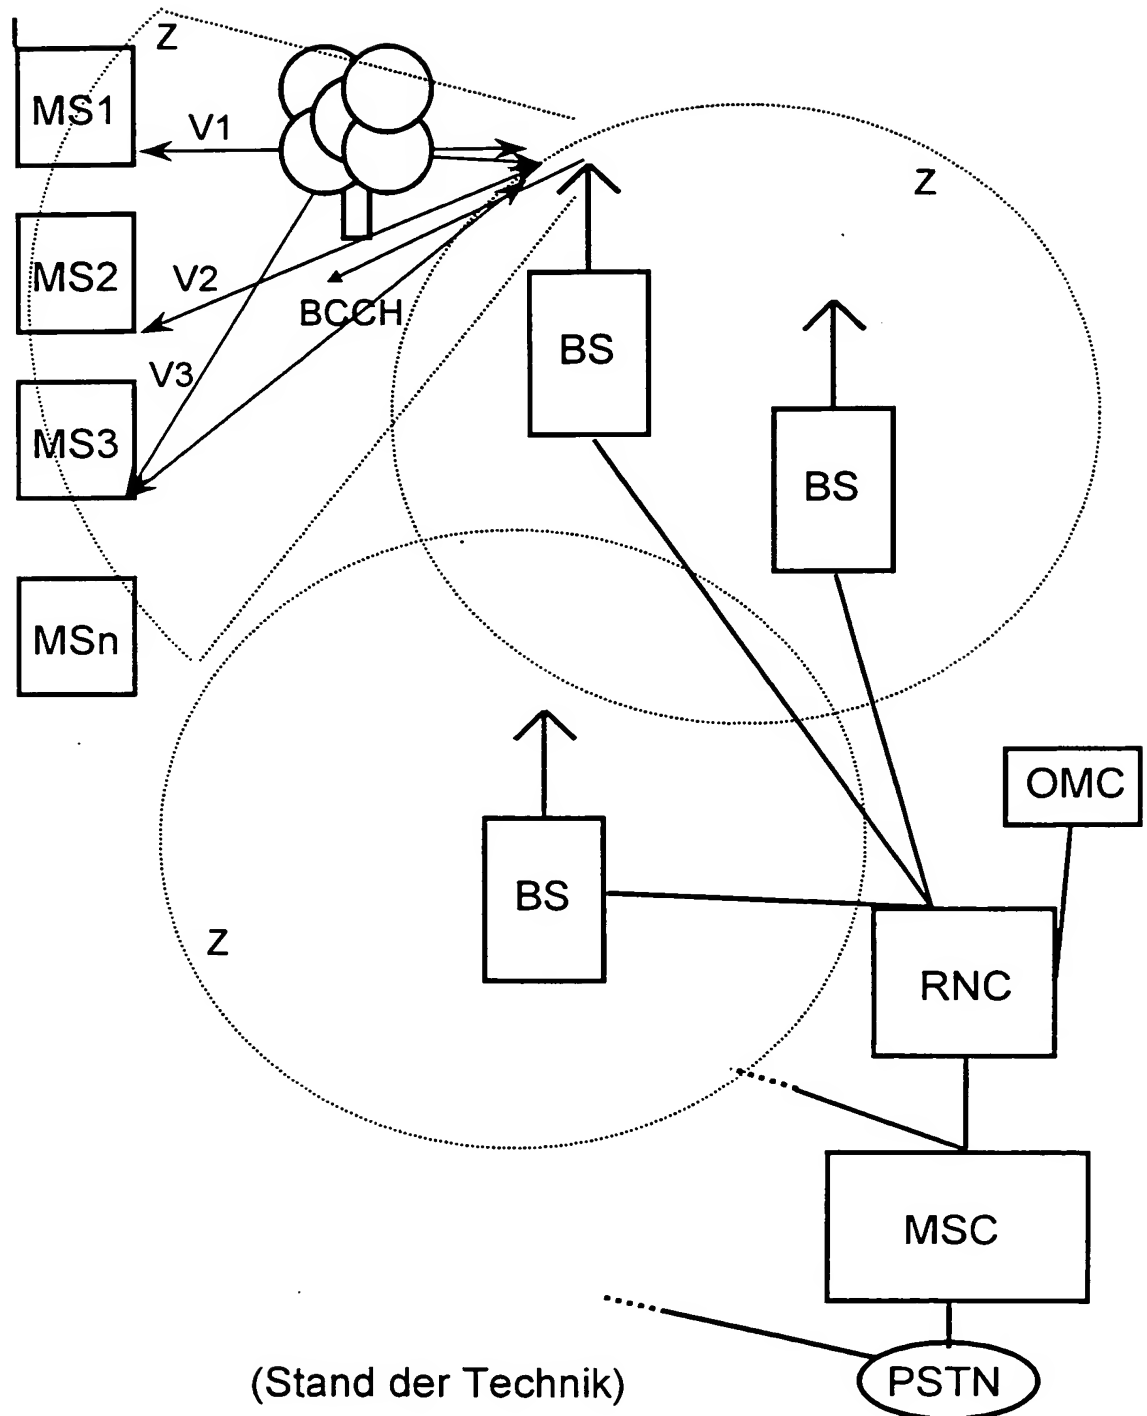 Z
MS1
V1
Z
MS2
V2
BCCH
BS
V3
MS3
BS
MSn
OMC
BS
Z
RNC
MSC
(Stand der Technik)
PSTN